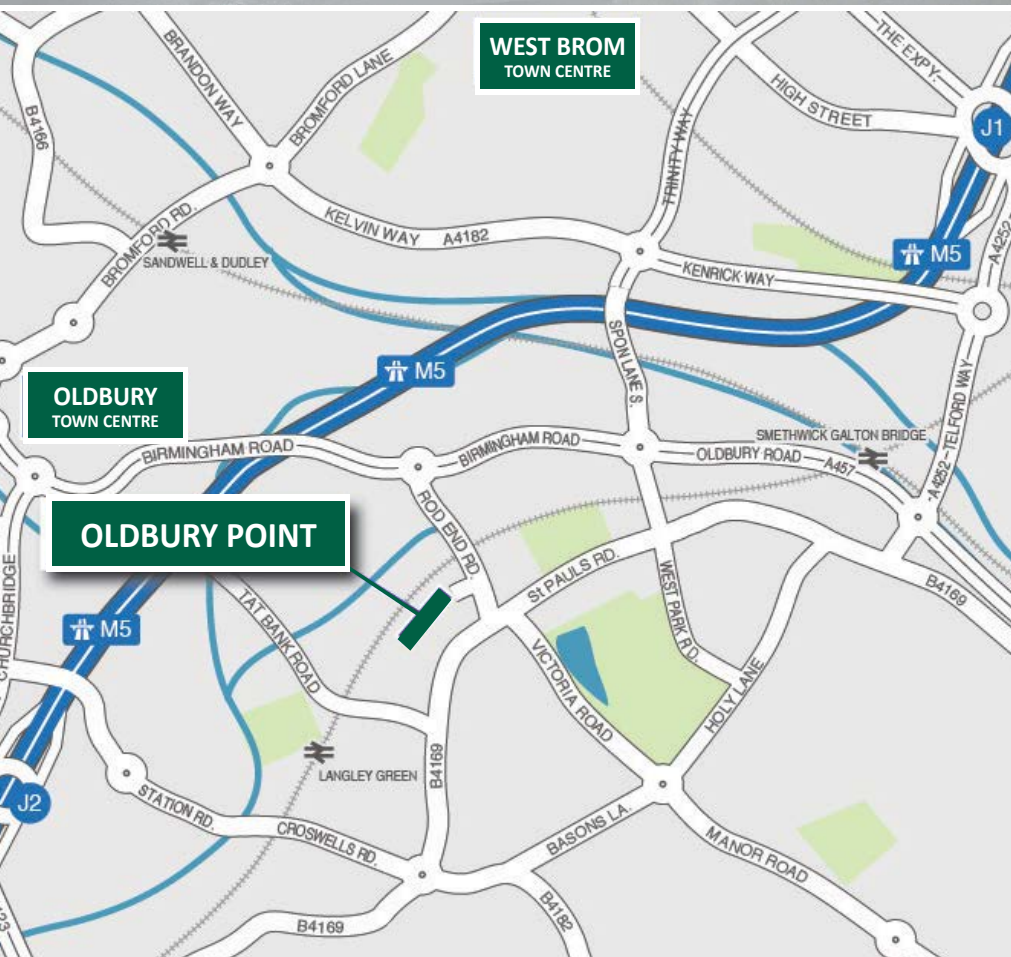 WEST BROM
TOWN CENTRE
THE EXPY
BRANDON WAY
BROMFORD LANE
HIGH STREET
J1
B4166
TRINITY WAY
BROMFORD RD.
KELVIN WAY A4182
A4252
SANDWELL & DUDLEY
KENRICK WAY
M5
SPON LANE S.
M5
OLDBURY
TOWN CENTRE
BIRMINGHAM ROAD
BIRMINGHAM ROAD
SMETHWICK GALTON BRIDGE
OLDBURY ROAD
A457
A4252 - TELFORD WAY
OLDBURY POINT
ROD END RD.
St PAULS RD.
WEST PARK RD.
B4169
CHURCHBRIDGE
M5
TAT BANK ROAD
VICTORIA ROAD
HOLY LANE
LANGLEY GREEN
B4169
J2
STATION RD.
CROSWELLS RD.
BASONS LA.
MANOR ROAD
B4169
B4182